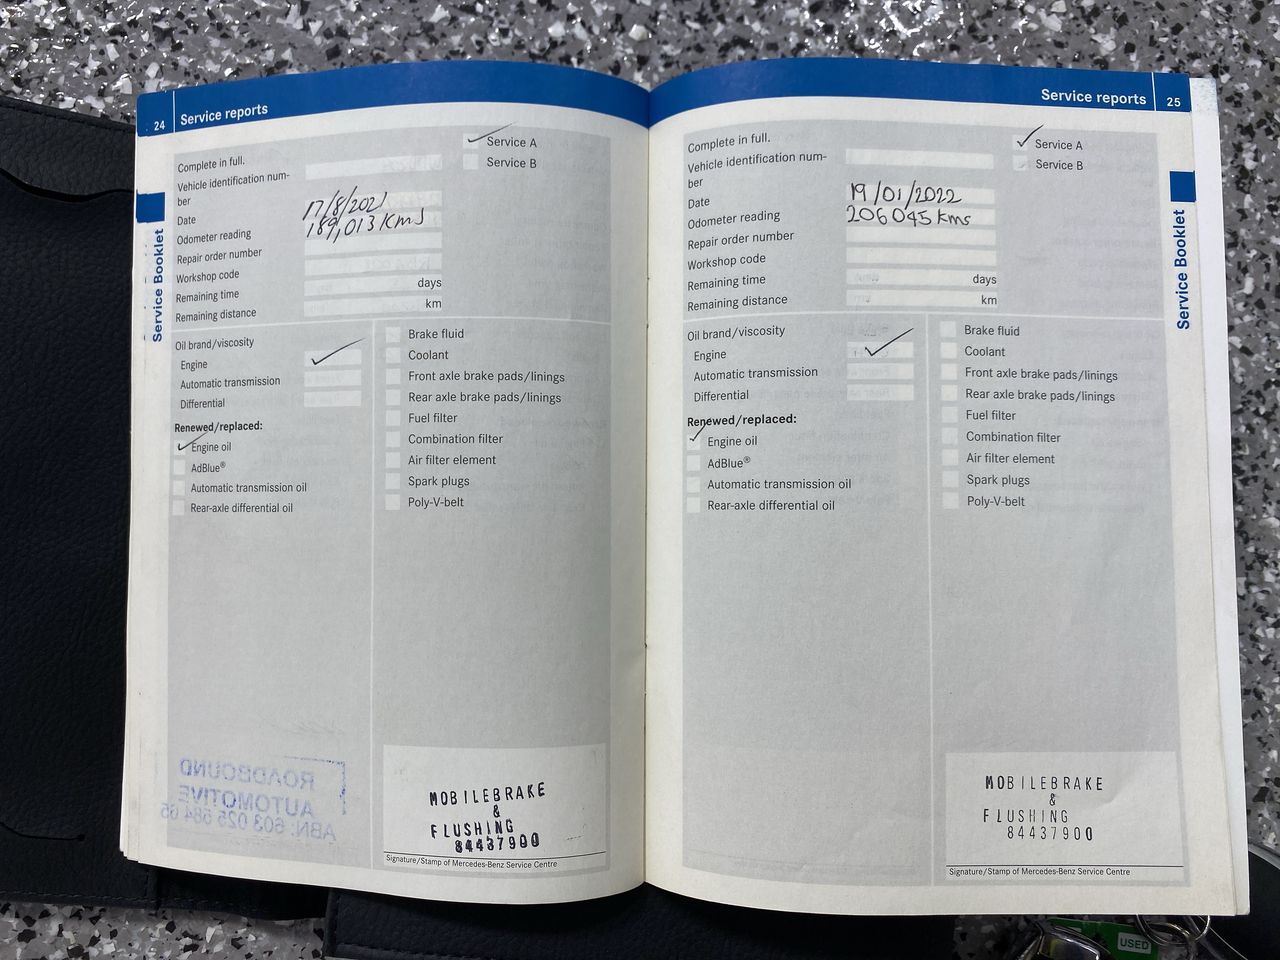 24 Service reports
Complete in full.
Service A
Service B
Vehicle identification num-
ber
Date 17/8/2021
Odometer reading 189,013 KMS
Repair order number
Workshop code
Remaining time days
Remaining distance km
Oil brand/viscosity
Engine
Automatic transmission
Differential
Renewed/replaced:
Engine oil
AdBlue®
Automatic transmission oil
Rear-axle differential oil
Brake fluid
Coolant
Front axle brake pads/linings
Rear axle brake pads/linings
Fuel filter
Combination filter
Air filter element
Spark plugs
Poly-V-belt
ROADBOUND
AUTOMOTIVE
MOBILEBRAKE
&
FLUSHING
84437900
Signature/Stamp of Mercedes-Benz Service Centre
Service Booklet
Service reports 25
Complete in full.
Service A
Service B
Vehicle identification num-
ber
Date 19/01/2022
Odometer reading 206045 kms
Repair order number
Workshop code
Remaining time days
Remaining distance km
Oil brand/viscosity
Engine
Automatic transmission
Differential
Renewed/replaced:
Engine oil
AdBlue®
Automatic transmission oil
Rear-axle differential oil
Brake fluid
Coolant
Front axle brake pads/linings
Rear axle brake pads/linings
Fuel filter
Combination filter
Air filter element
Spark plugs
Poly-V-belt
MOBILEBRAKE
&
FLUSHING
84437900
Signature/Stamp of Mercedes-Benz Service Centre
Service Booklet
USED